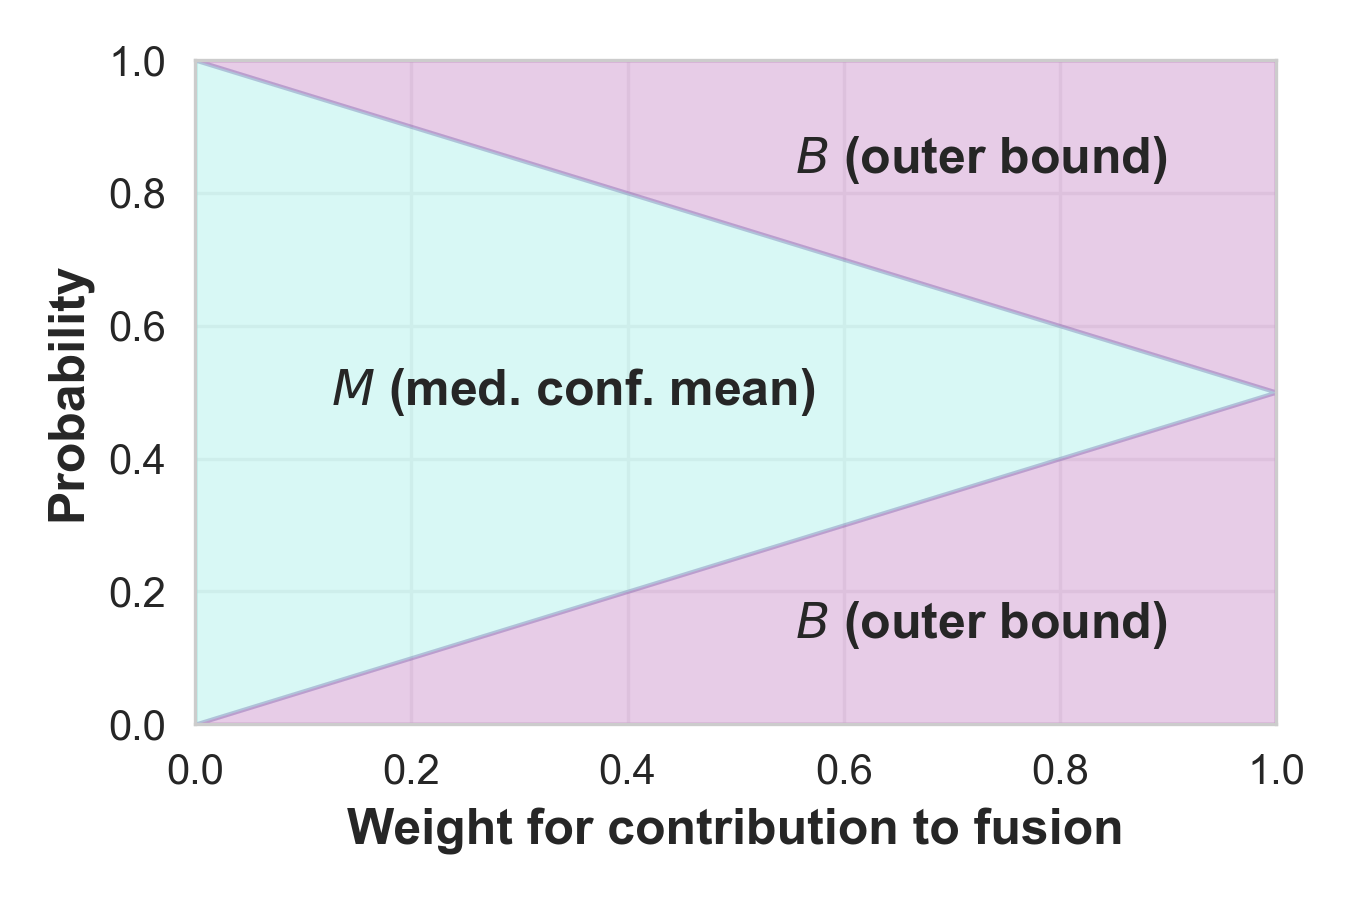 1.0
0.8
0.6
0.4
0.2
0.0
Probability
B (outer bound)
M (med. conf. mean)
B (outer bound)
0.0 0.2 0.4 0.6 0.8 1.0
Weight for contribution to fusion